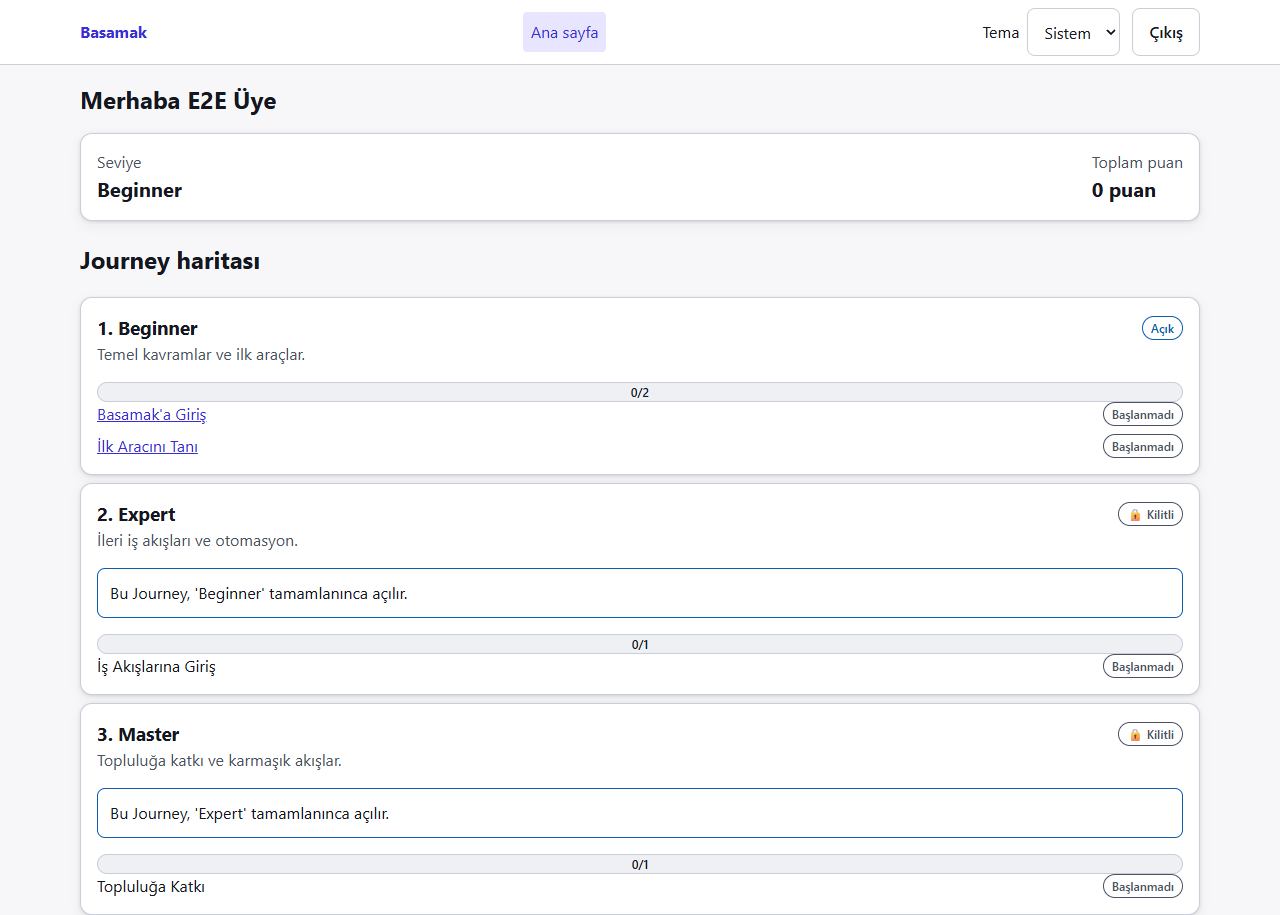 Basamak
Ana sayfa
Tema
Sistem
Çıkış
Merhaba E2E Üye
Seviye
Toplam puan
Beginner
0 puan
Journey haritası
1. Beginner
Açık
Temel kavramlar ve ilk araçlar.
0/2
Basamak'a Giriş
Başlanmadı
İlk Aracını Tanı
Başlanmadı
2. Expert
🔒 Kilitli
İleri iş akışları ve otomasyon.
Bu Journey, 'Beginner' tamamlanınca açılır.
0/1
İş Akışlarına Giriş
Başlanmadı
3. Master
🔒 Kilitli
Topluluğa katkı ve karmaşık akışlar.
Bu Journey, 'Expert' tamamlanınca açılır.
0/1
Topluluğa Katkı
Başlanmadı